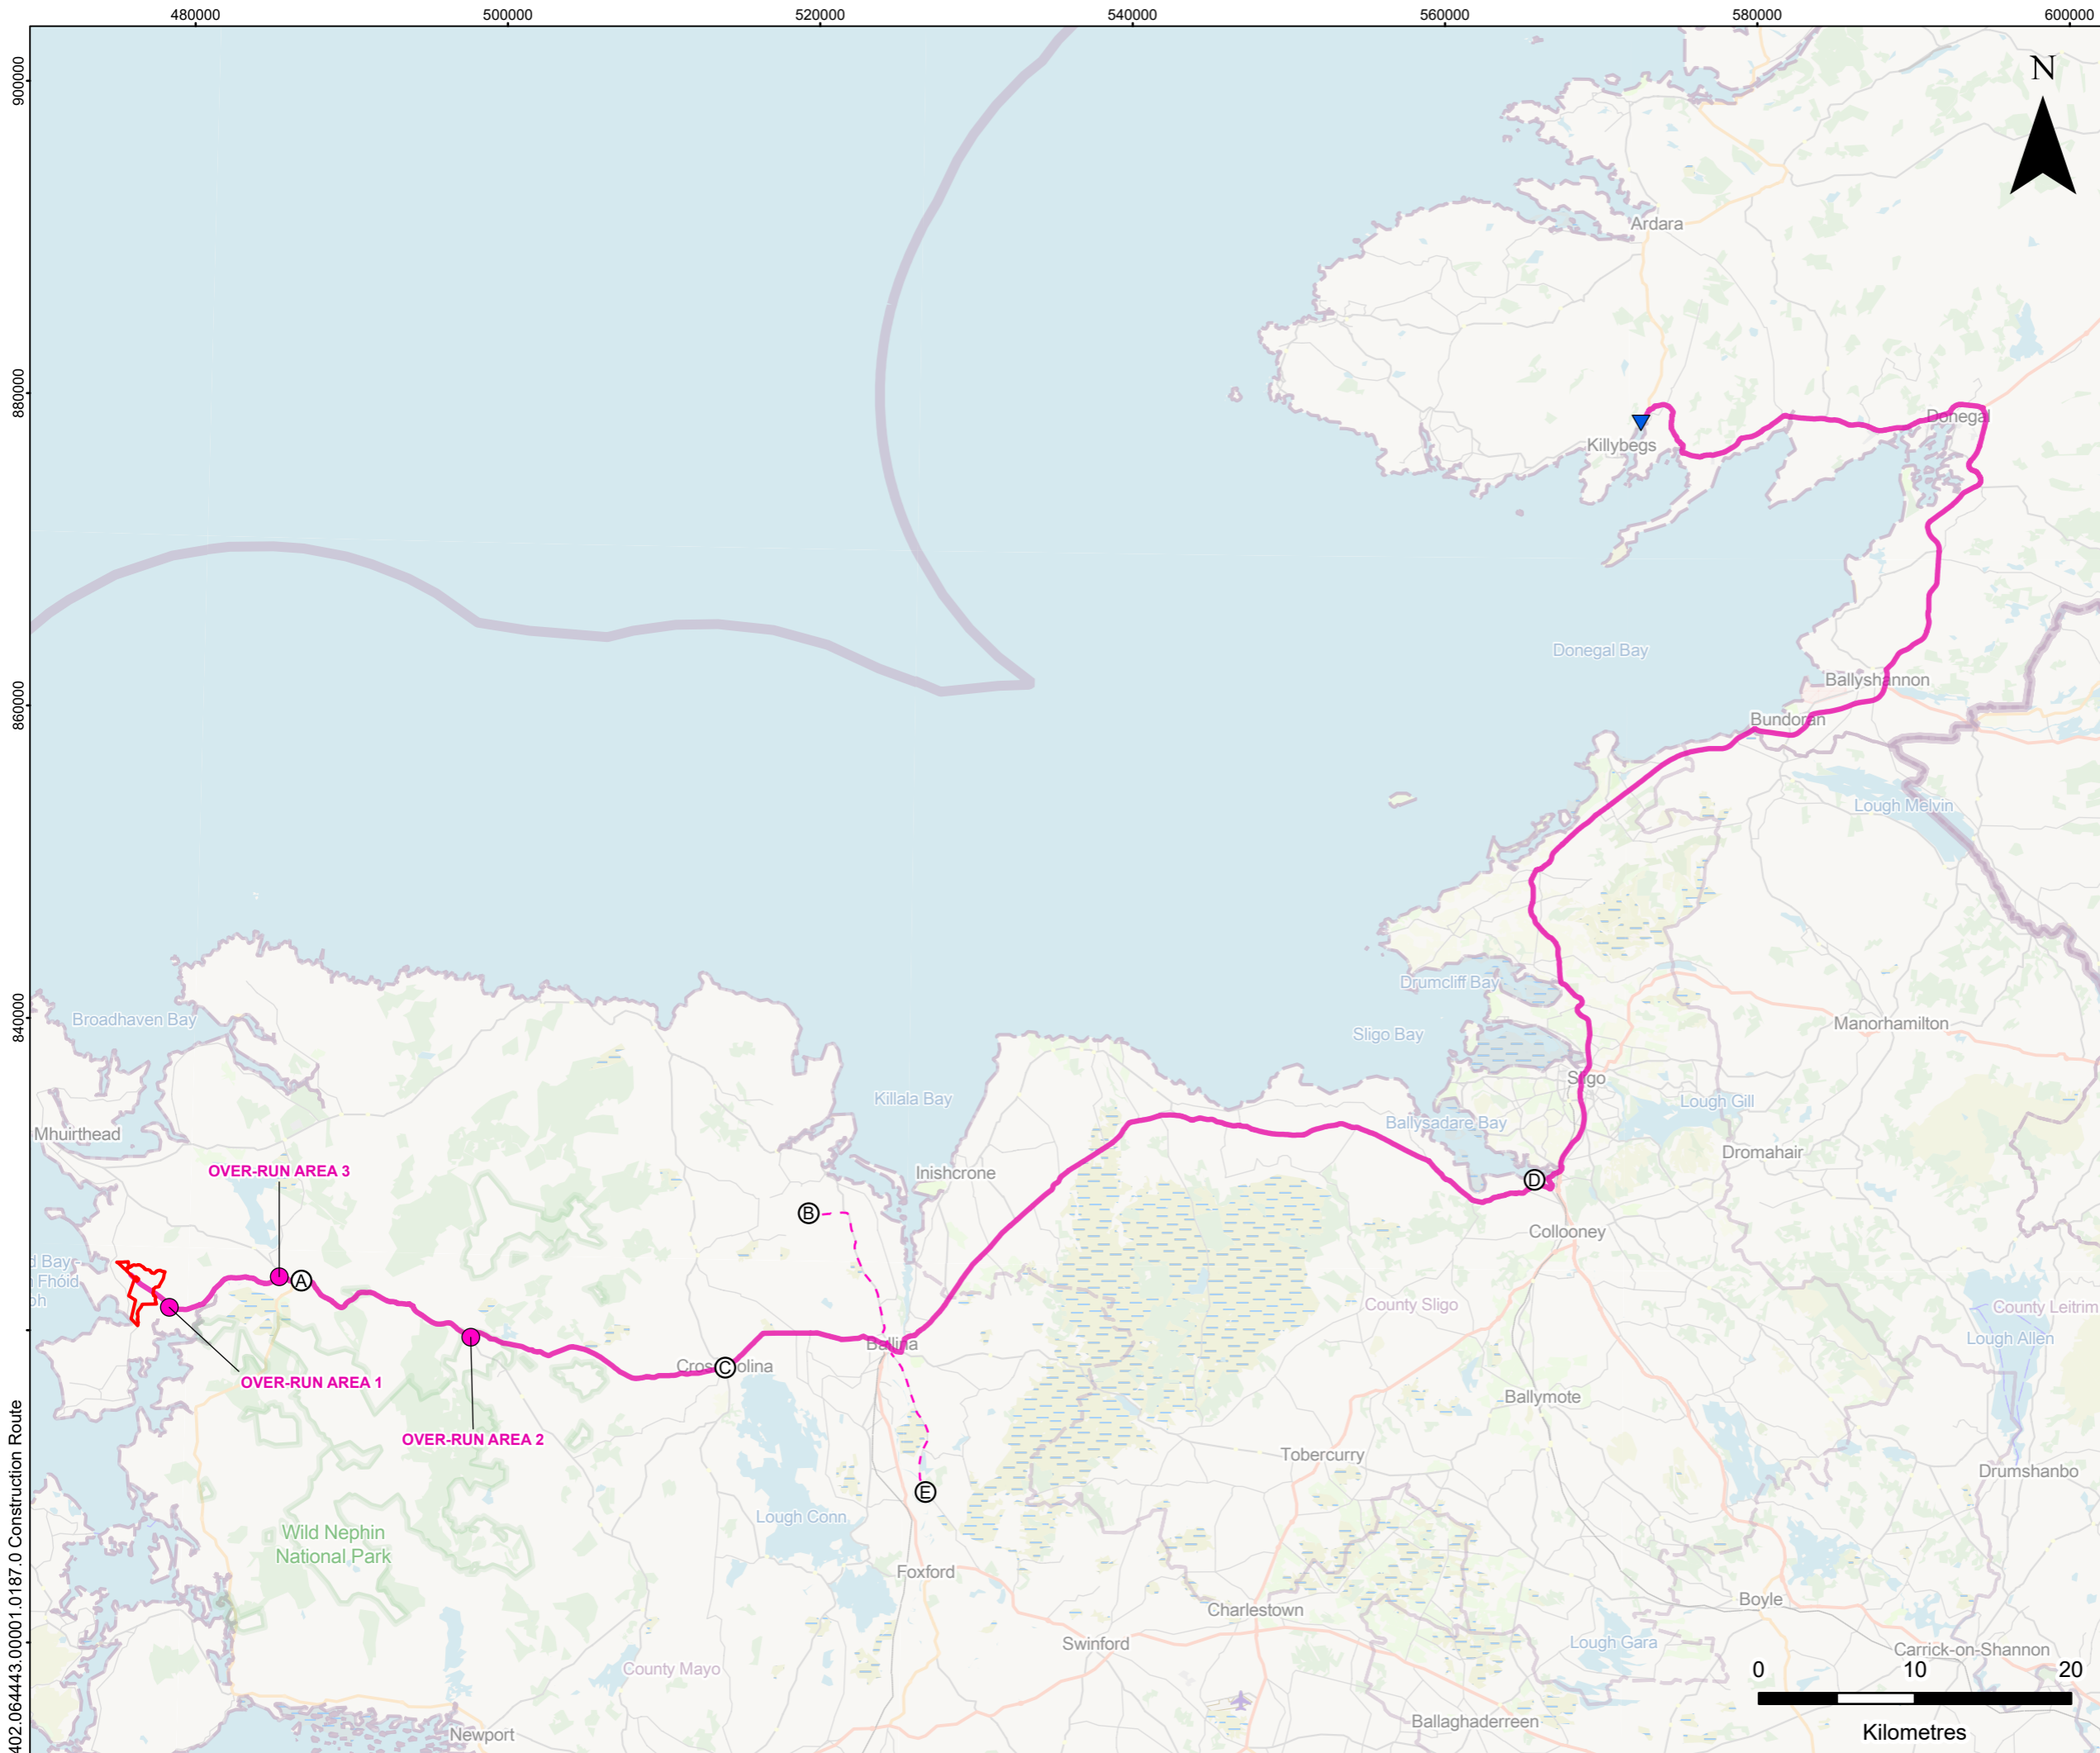 480000
500000
520000
540000
560000
580000
600000
900000
880000
860000
840000
N
Ardara
Killybegs
Donegal
Donegal Bay
Ballyshannon
Bundoran
Lough Melvin
Drumcliff Bay
Broadhaven Bay
Manorhamilton
Sligo Bay
Sligo
Killala Bay
Lough Gill
Mhuirthead
Ballysadare Bay
Dromahair
OVER-RUN AREA 3
Inishcrone
D
B
Collooney
d Bay-
Fhóid
A
County Sligo
County Leitrim
Lough Allen
Ballina
C
OVER-RUN AREA 1
Ballymote
OVER-RUN AREA 2
Tobercurry
Drumshanbo
E
Lough Conn
Wild Nephin
National Park
Foxford
Boyle
Charlestown
Swinford
Lough Gara
Carrick-on-Shannon
County Mayo
0 10 20
Kilometres
Newport
Ballaghaderreen
402.064443.00001.0187.0 Construction Route